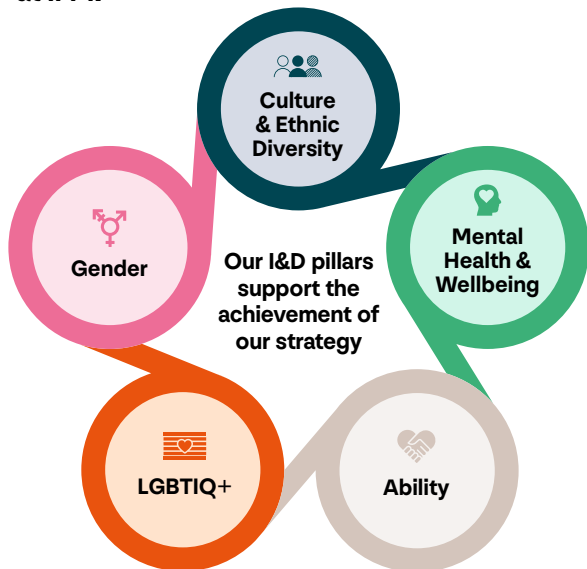 Culture
& Ethnic
Diversity
Mental
Health &
Wellbeing
Gender
Our I&D pillars
support the
achievement of
our strategy
LGBTIQ+
Ability